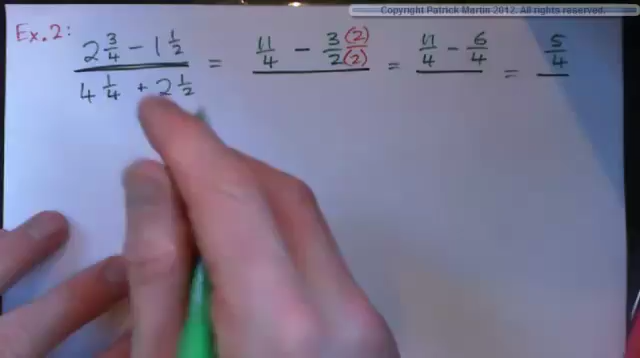 Copyright Patrick Martin 2012. All rights reserved.
Ex. 2:
2 3/4 - 1 1/2 = 11/4 - 3(2)/2(2) = 11/4 - 6/4 = 5/4
4 1/4 + 2 1/2